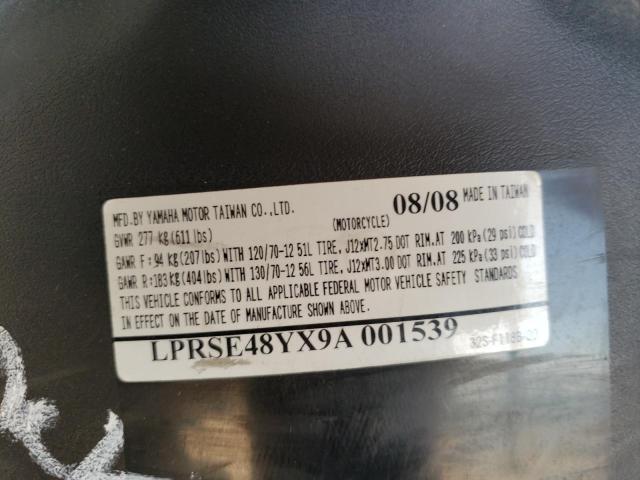 MFD.BY YAMAHA MOTOR TAIWAN CO.,LTD. 08/08 MADE IN TAIWAN
GVWR 277 kg(611 lbs) (MOTORCYCLE)
GAWR F: 94 kg(207 lbs) WITH 120/70-12 51L TIRE, J12xMT2.75 DOT RIM.AT 200 kPa(29 psi) COLD
GAWR R:183 kg(404 lbs) WITH 130/70-12 56L TIRE, J12xMT3.00 DOT RIM.AT 225 kPa(33 psi) COLD
THIS VEHICLE CONFORMS TO ALL APPLICABLE FEDERAL MOTOR VEHICLE SAFETY STANDARDS
IN EFFECT ON THE DATE OF MANUFACTURE SHOWN ABOVE.
LPRSE48YX9A 001539